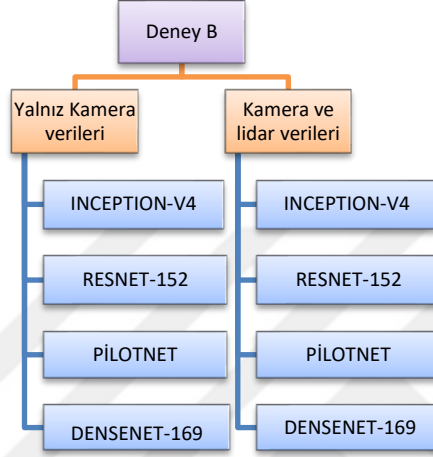 Deney B
Yalnız Kamera
verileri
INCEPTION-V4
RESNET-152
PİLOTNET
DENSENET-169
Kamera ve
lidar verileri
INCEPTION-V4
RESNET-152
PİLOTNET
DENSENET-169